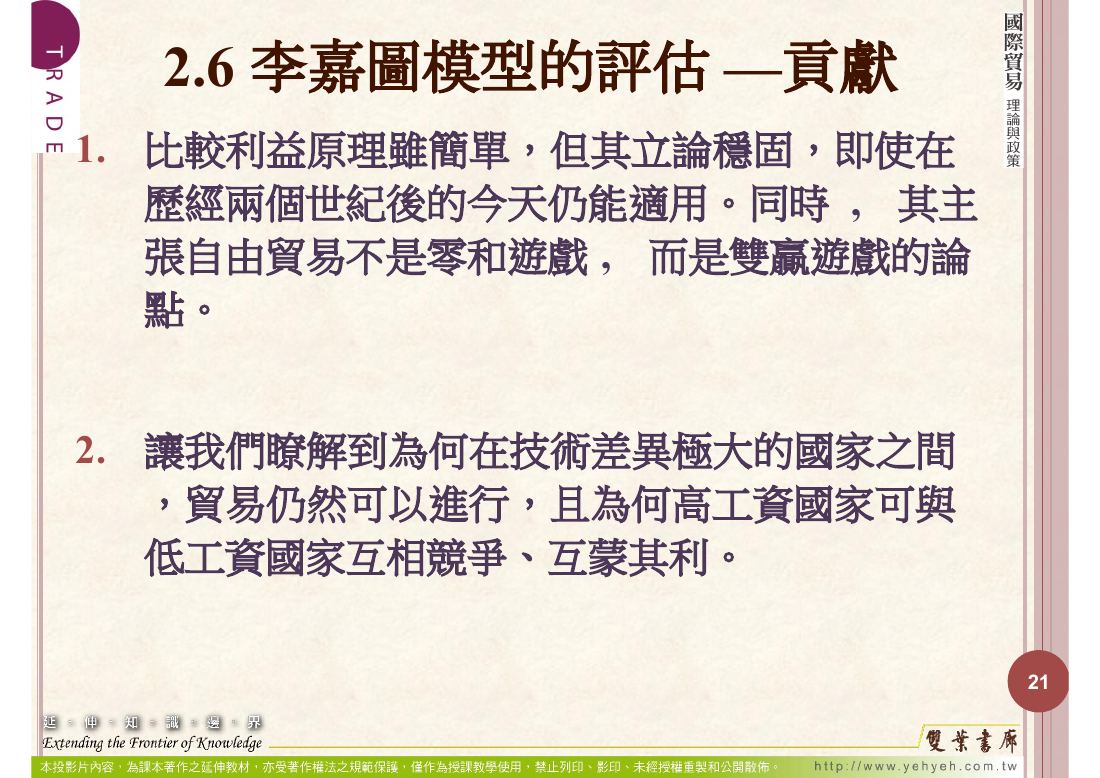 TRADE
國際貿易 理論與政策
2.6 李嘉圖模型的評估 —貢獻
1. 比較利益原理雖簡單，但其立論穩固，即使在
歷經兩個世紀後的今天仍能適用。同時 ， 其主
張自由貿易不是零和遊戲， 而是雙贏遊戲的論
點。
2. 讓我們瞭解到為何在技術差異極大的國家之間
，貿易仍然可以進行，且為何高工資國家可與
低工資國家互相競爭、互蒙其利。
21
延‧伸‧知‧識‧邊‧界
Extending the Frontier of Knowledge
雙葉書廊
本投影片內容，為課本著作之延伸教材，亦受著作權法之規範保護，僅作為授課教學使用，禁止列印、影印、未經授權重製和公開散佈。
http://www.yehyeh.com.tw